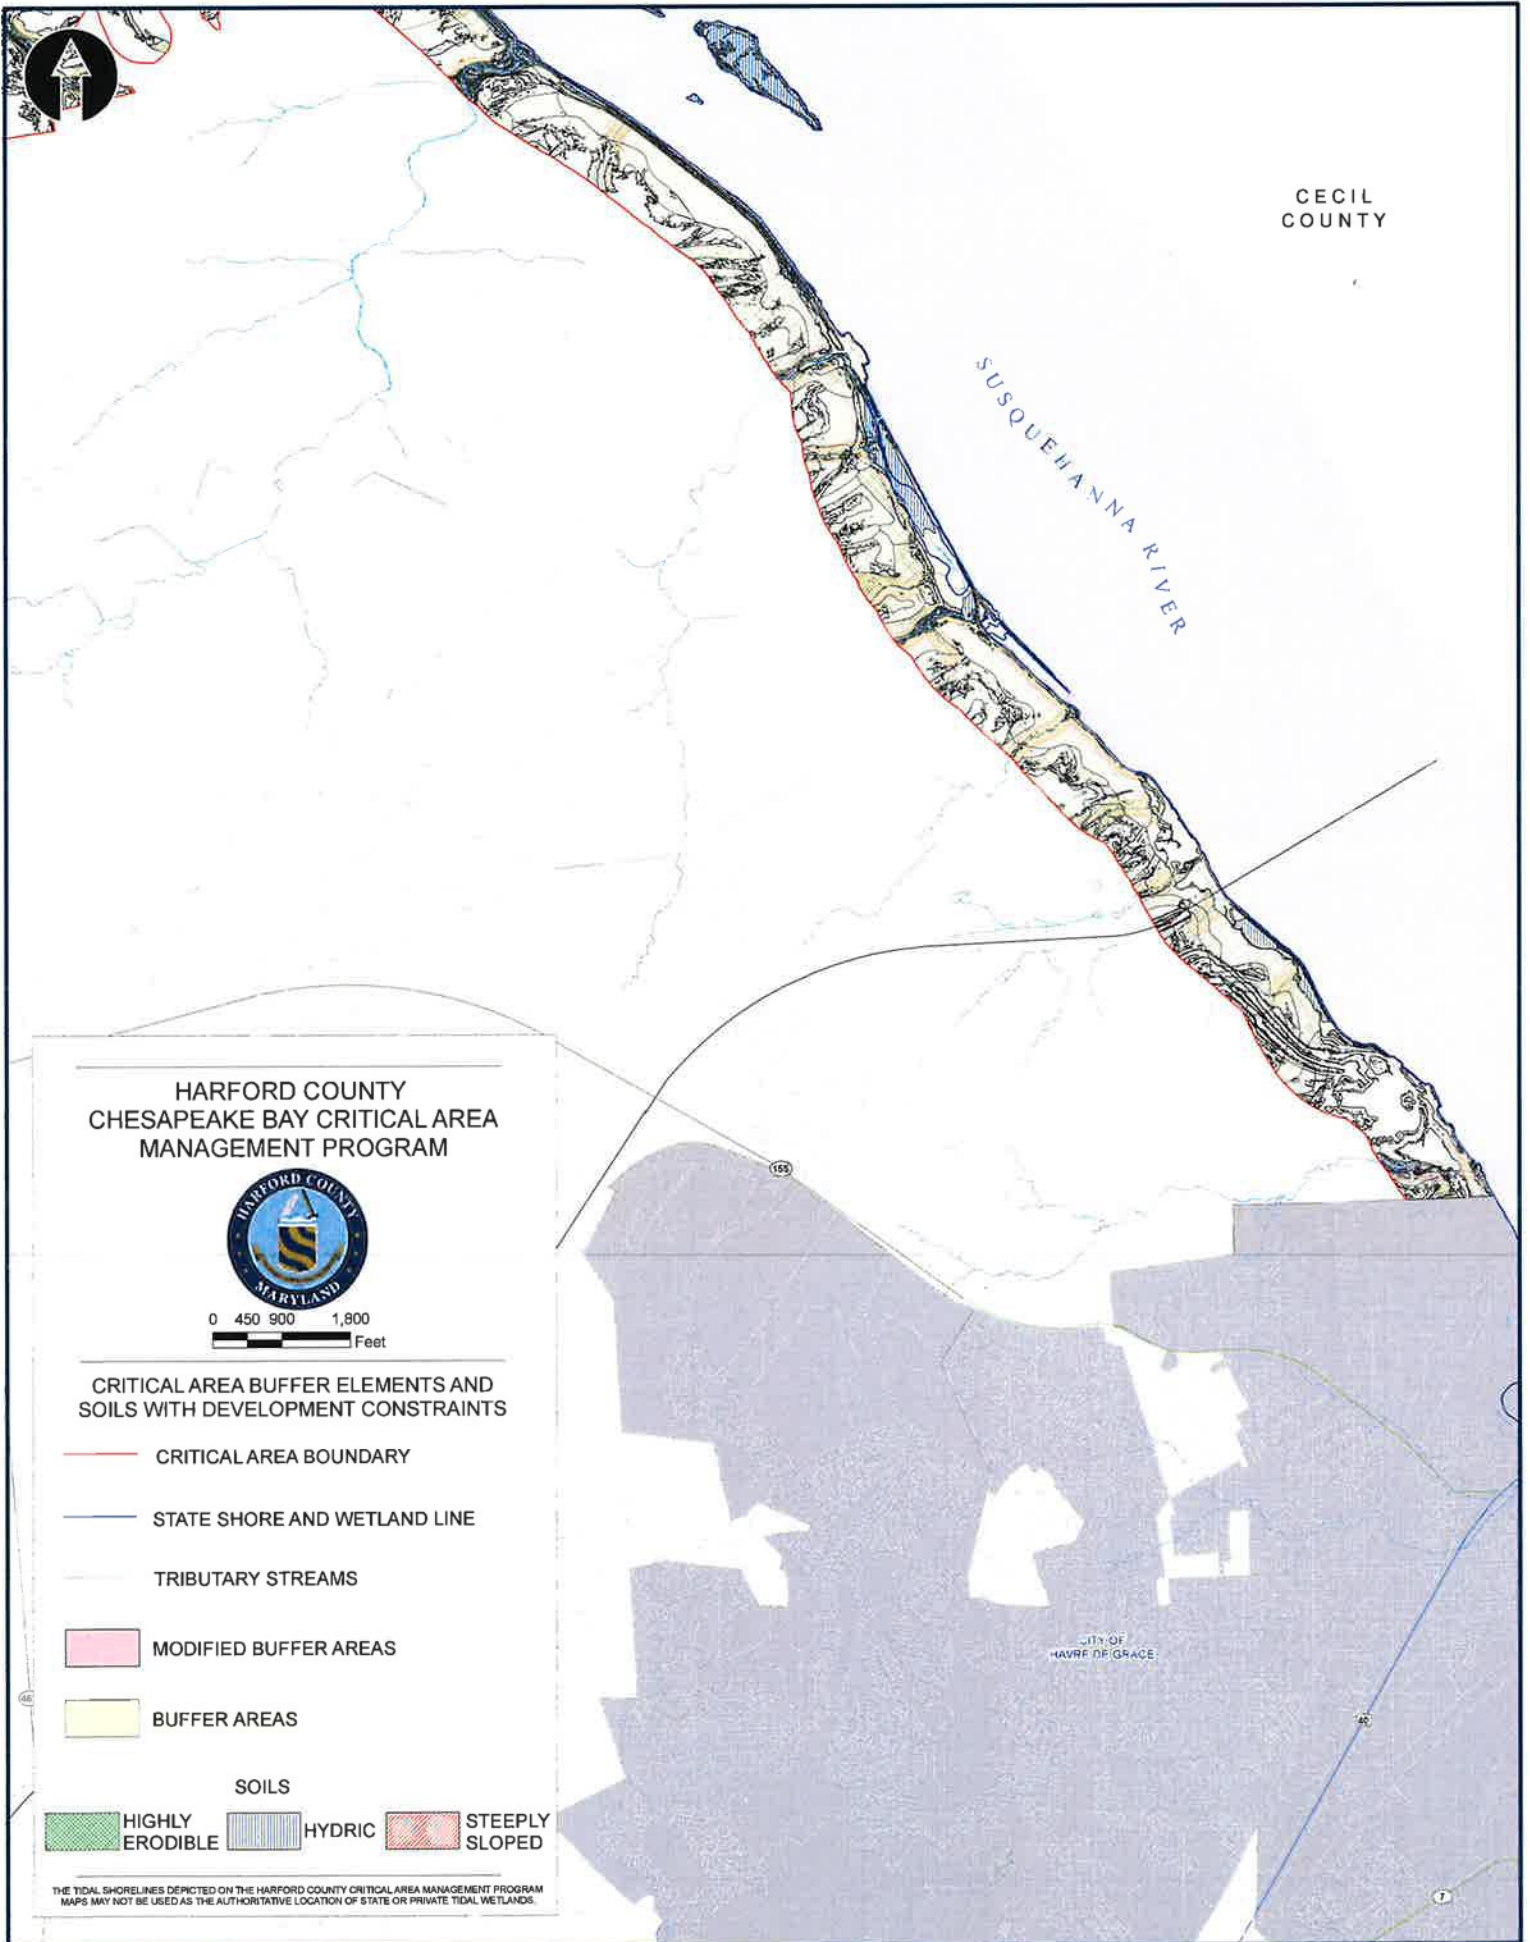 CECIL
COUNTY
SUSQUEHANNA RIVER
HARFORD COUNTY
CHESAPEAKE BAY CRITICAL AREA
MANAGEMENT PROGRAM
HARFORD COUNTY
MARYLAND
0 450 900 1,800
Feet
CRITICAL AREA BUFFER ELEMENTS AND
SOILS WITH DEVELOPMENT CONSTRAINTS
CRITICAL AREA BOUNDARY
STATE SHORE AND WETLAND LINE
TRIBUTARY STREAMS
MODIFIED BUFFER AREAS
BUFFER AREAS
SOILS
HIGHLY
ERODIBLE
HYDRIC
STEEPLY
SLOPED
THE TIDAL SHORELINES DEPICTED ON THE HARFORD COUNTY CRITICAL AREA MANAGEMENT PROGRAM
MAPS MAY NOT BE USED AS THE AUTHORITATIVE LOCATION OF STATE OR PRIVATE TIDAL WETLANDS.
155
CITY OF
HAVRE DE GRACE
40
7